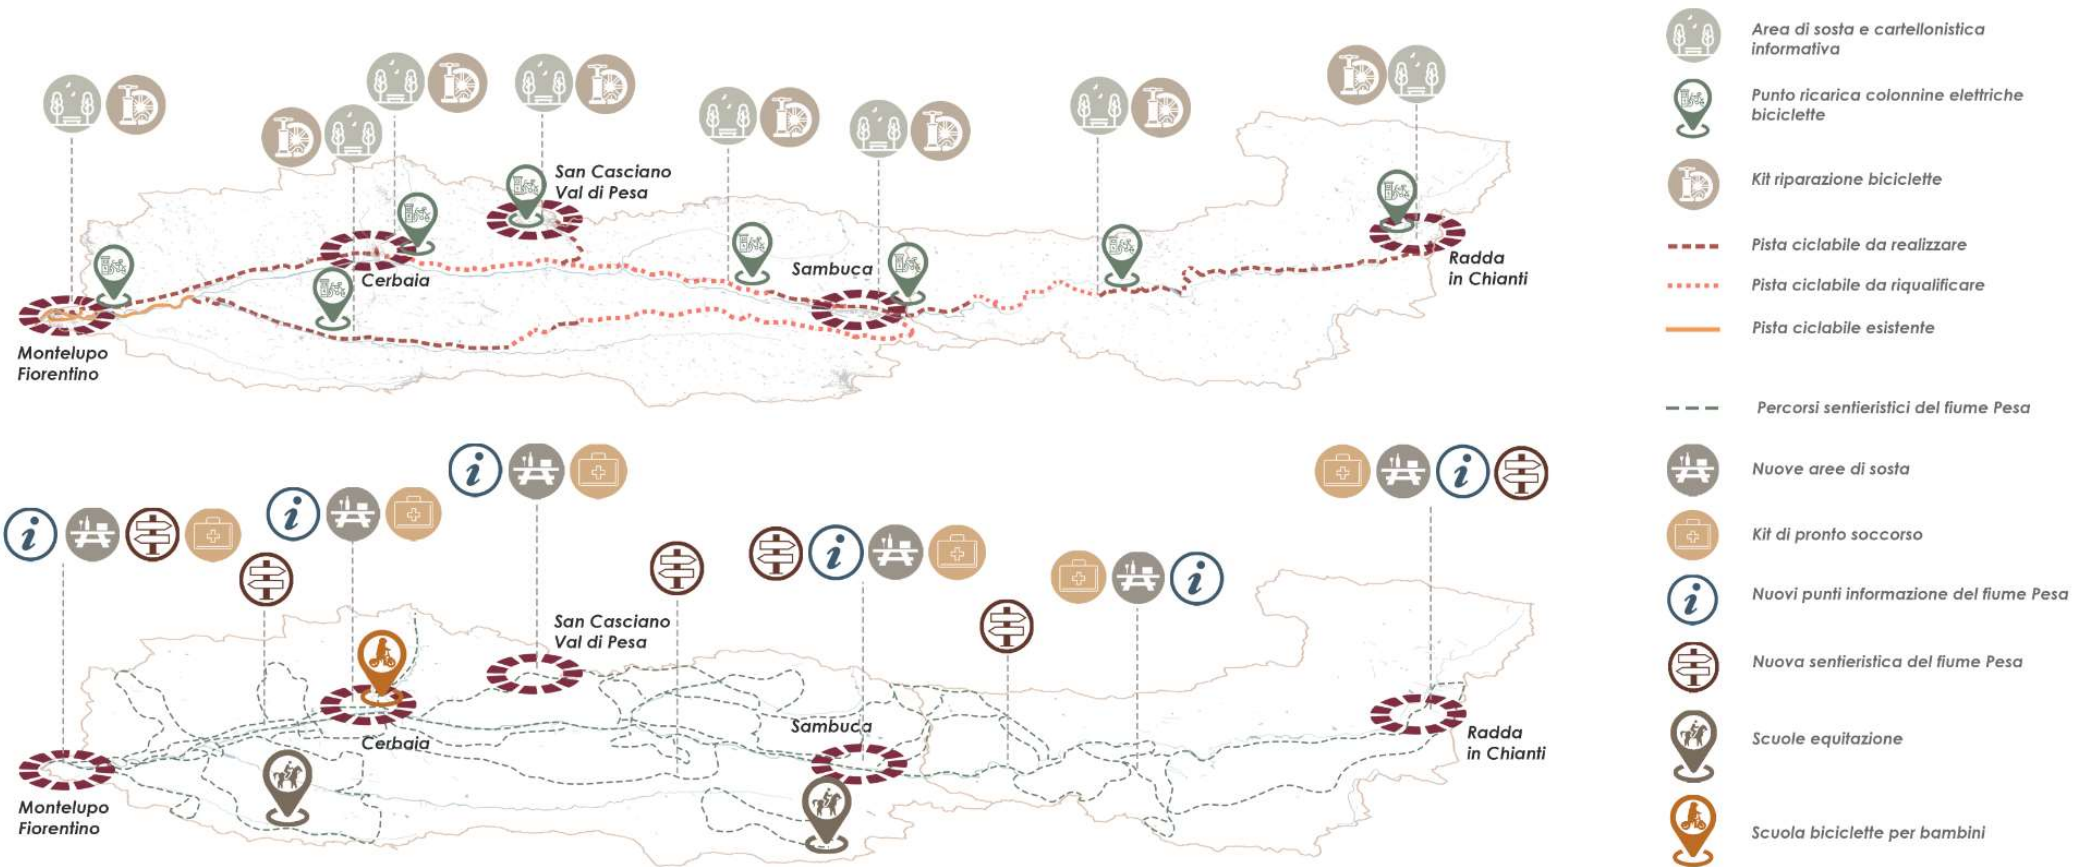 San Casciano
Val di Pesa
Cerbaia
Sambuca
Radda
in Chianti
Montelupo
Fiorentino
San Casciano
Val di Pesa
Sambuca
Cerbaia
Radda
in Chianti
Montelupo
Fiorentino
Area di sosta e cartellonistica
informativa
Punto ricarica colonnine elettriche
biciclette
Kit riparazione biciclette
Pista ciclabile da realizzare
Pista ciclabile da riqualificare
Pista ciclabile esistente
Percorsi sentieristici del fiume Pesa
Nuove aree di sosta
Kit di pronto soccorso
Nuovi punti informazione del fiume Pesa
Nuova sentieristica del fiume Pesa
Scuole equitazione
Scuola biciclette per bambini